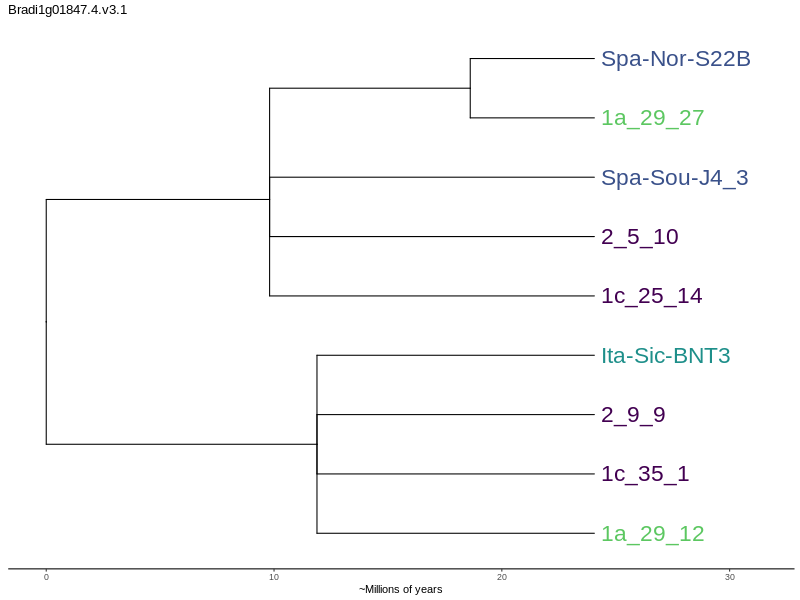 Bradi1g01847.4.v3.1
Spa-Nor-S22B
1a_29_27
Spa-Sou-J4_3
2_5_10
1c_25_14
Ita-Sic-BNT3
2_9_9
1c_35_1
1a_29_12
0 10 20 30
~Millions of years